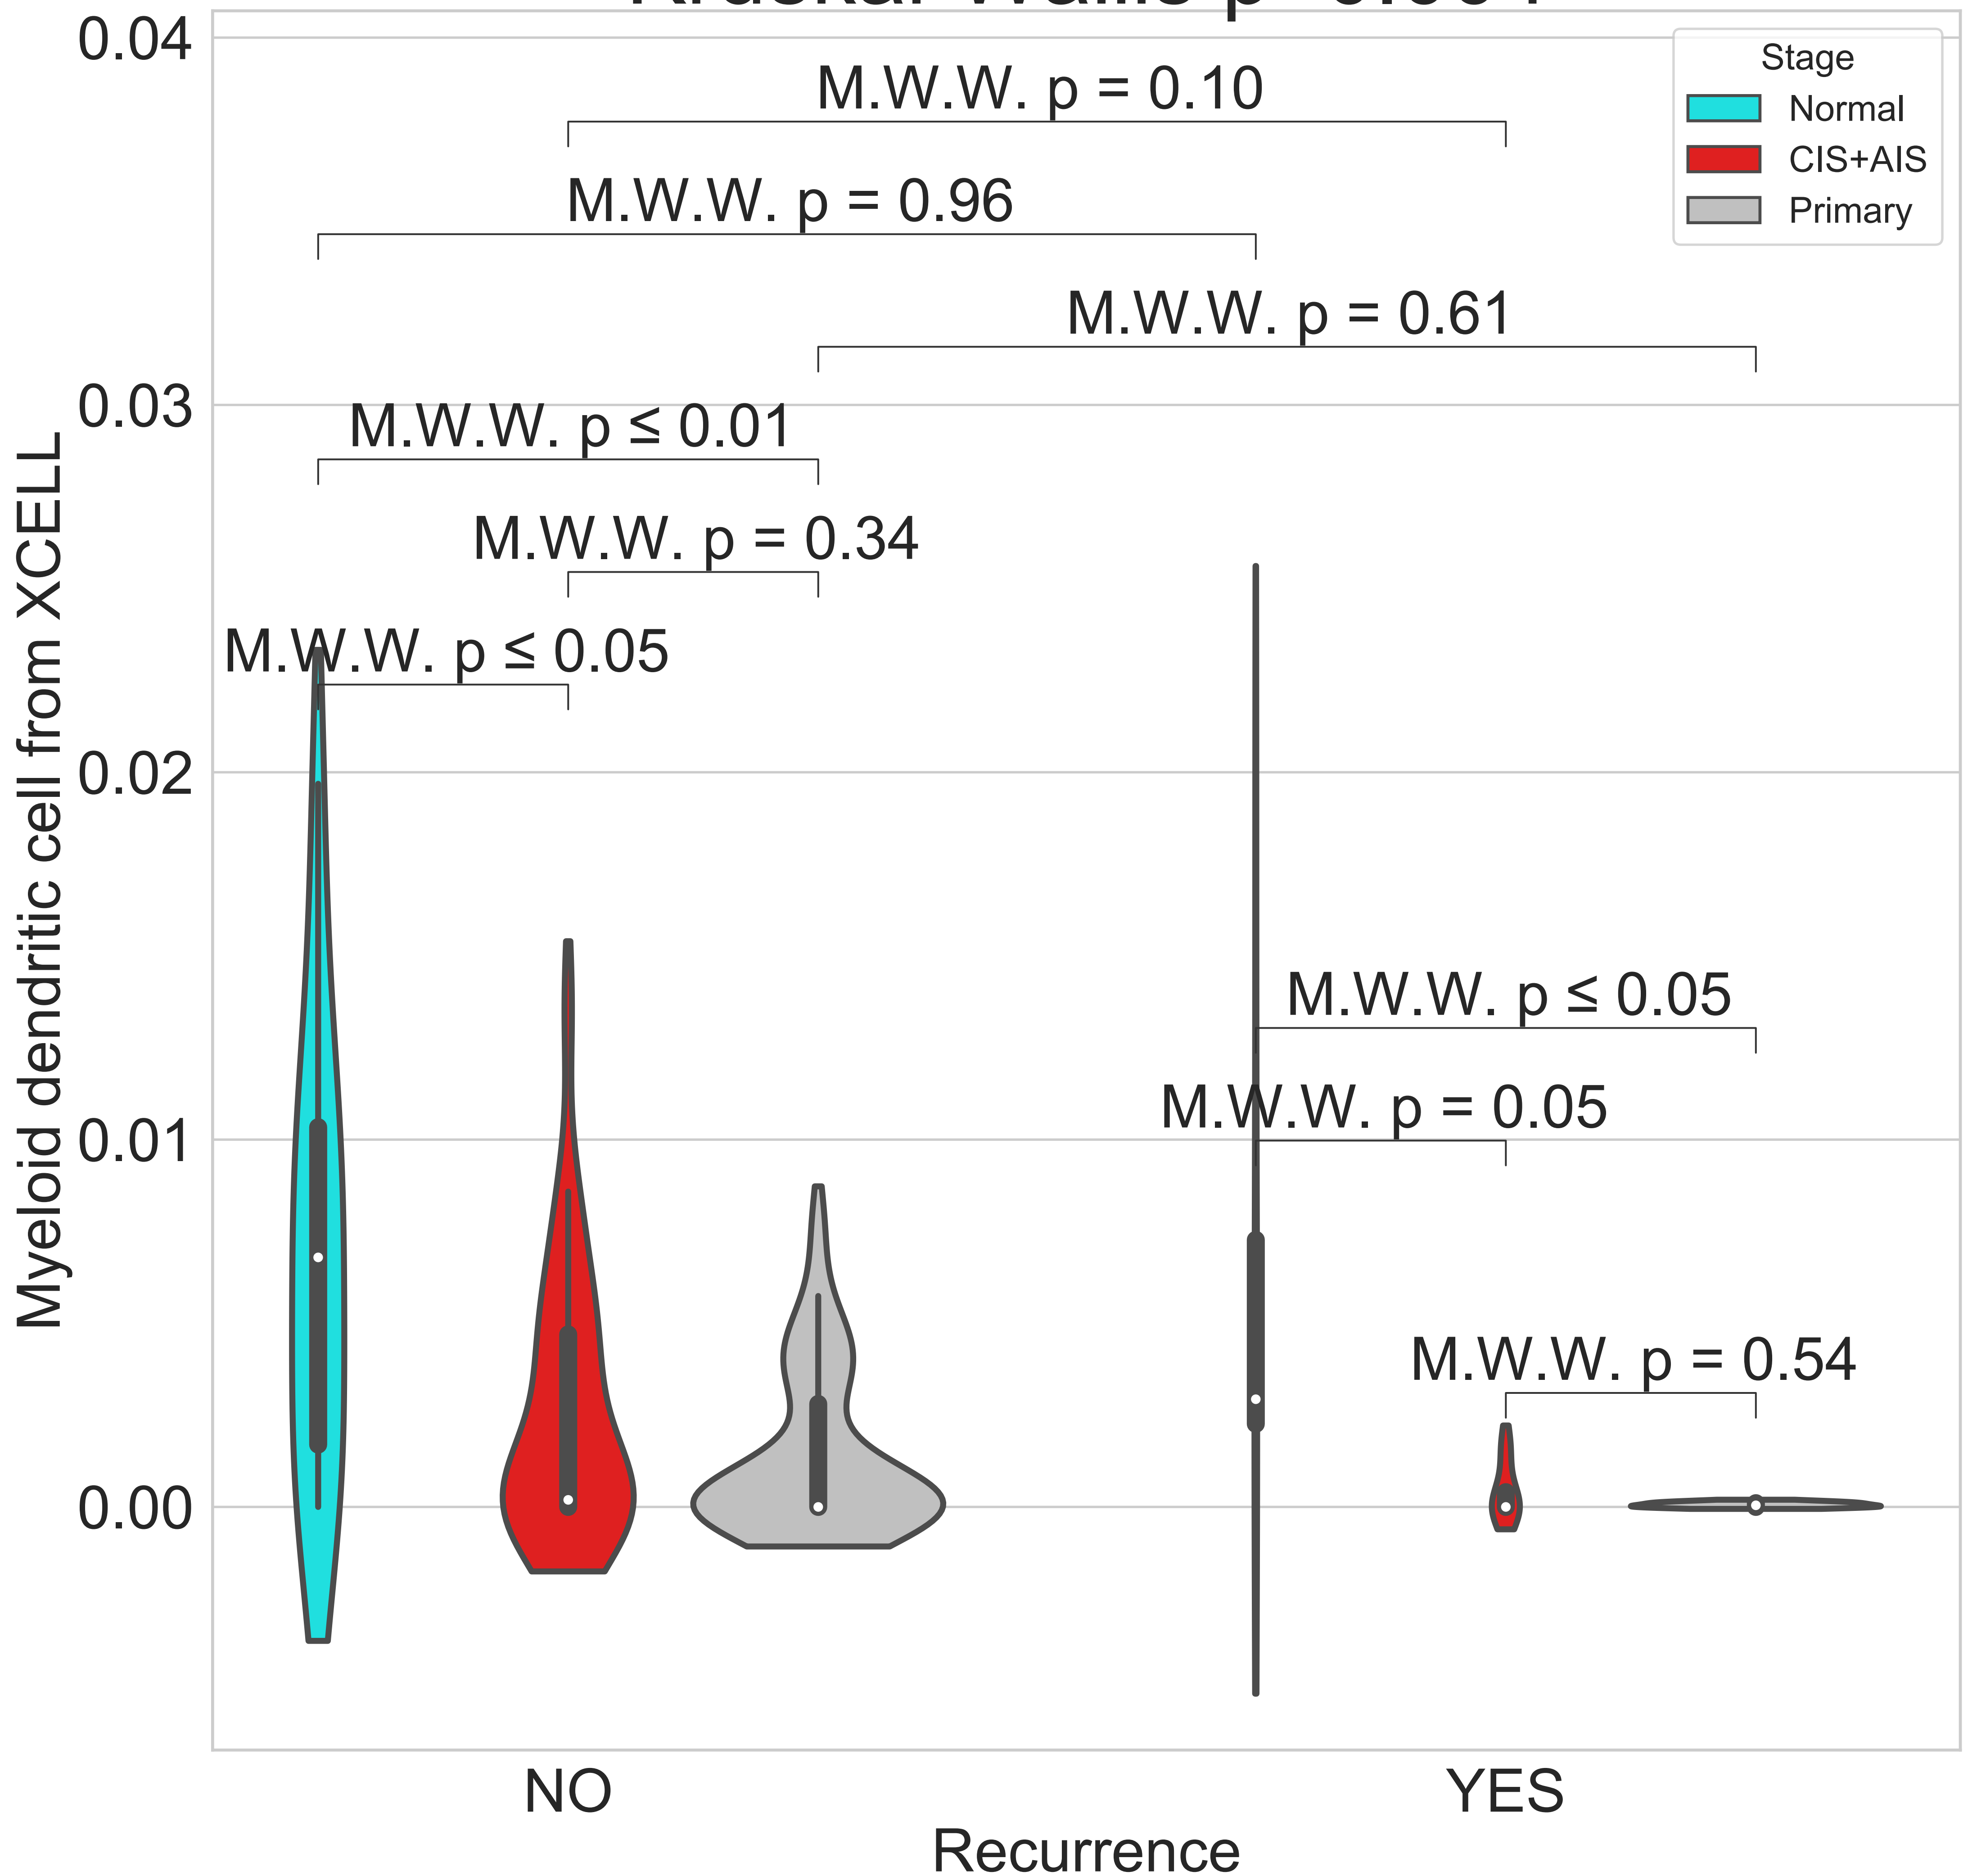 0.04
M.W.W. p = 0.10
Stage
Normal
CIS+AIS
Primary
M.W.W. p = 0.96
M.W.W. p = 0.61
0.03
M.W.W. p ≤ 0.01
M.W.W. p = 0.34
M.W.W. p ≤ 0.05
0.02
Myeloid dendritic cell from XCELL
M.W.W. p ≤ 0.05
M.W.W. p = 0.05
0.01
M.W.W. p = 0.54
0.00
NO
YES
Recurrence